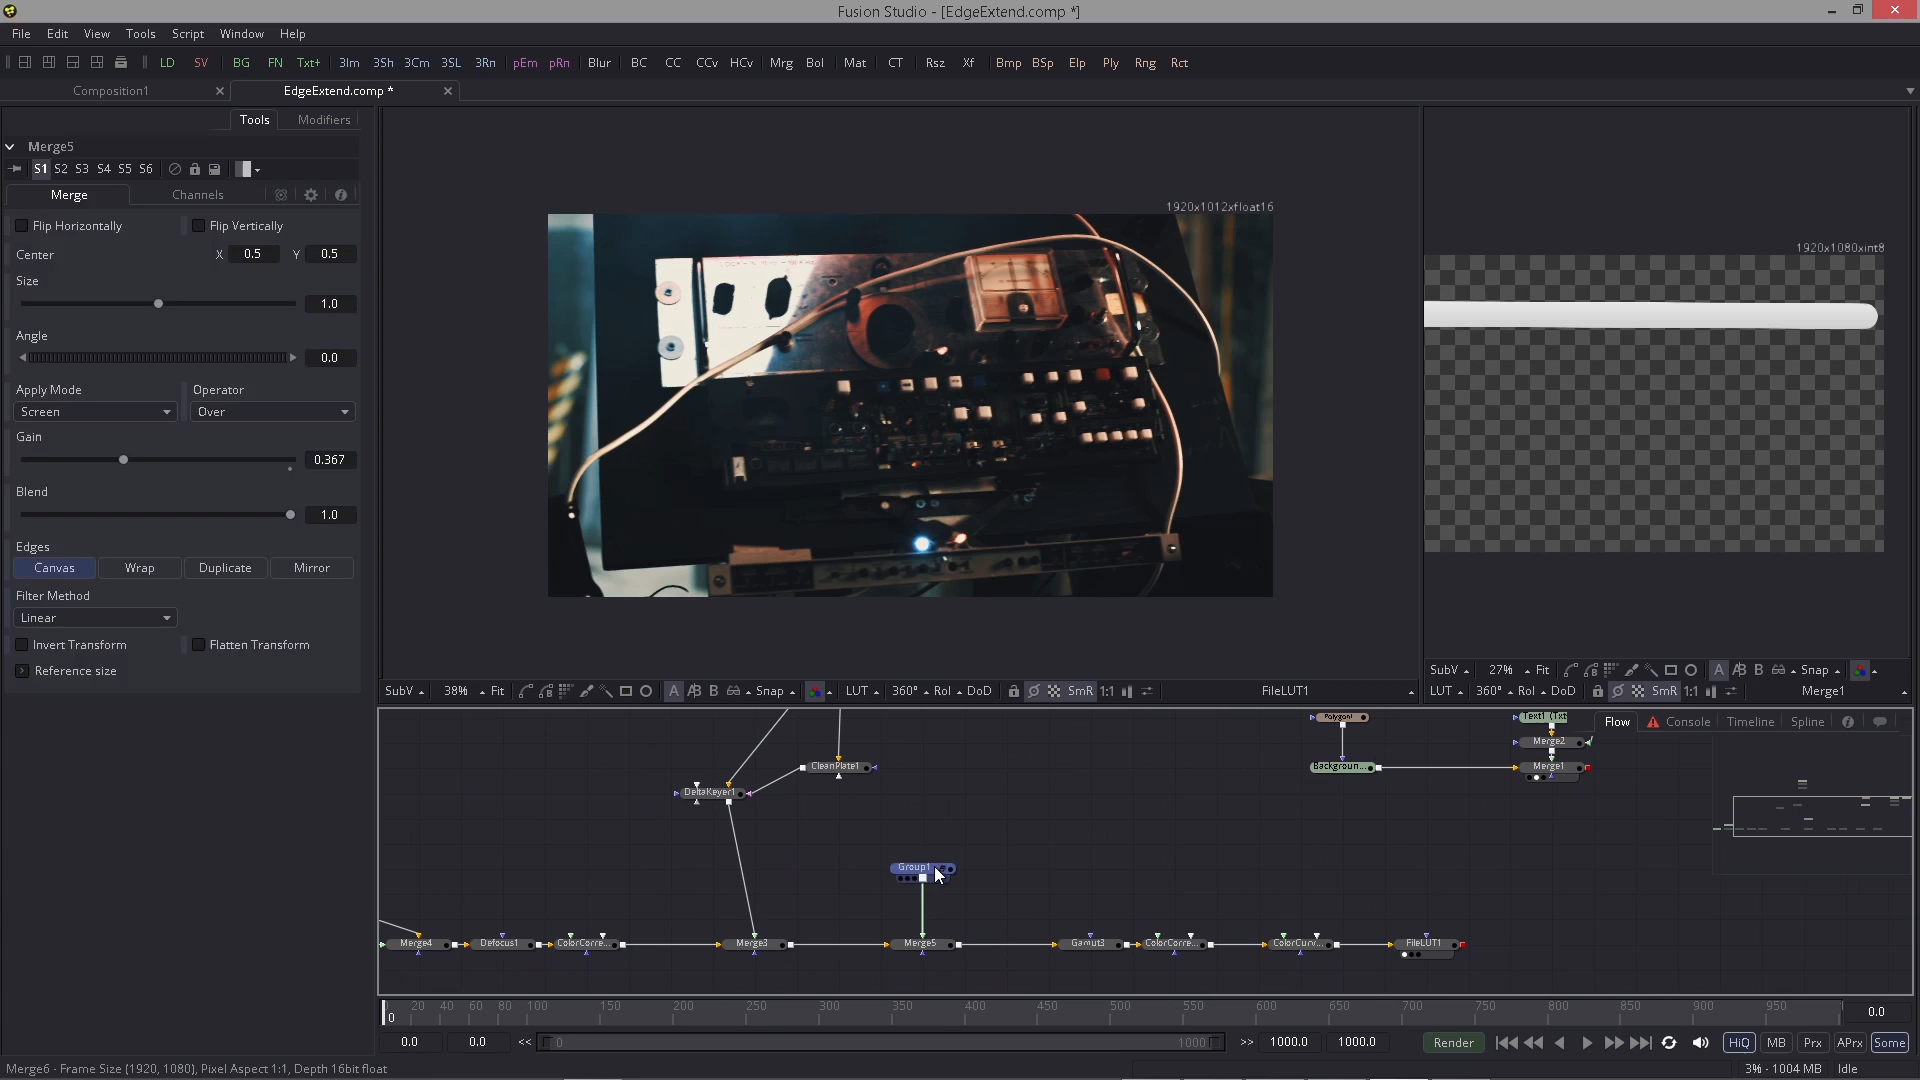 Fusion Studio - [EdgeExtend.comp *]
File Edit View Tools Script Window Help
LD SV BG FN Txt+ 3Im 3Sh 3Cm 3SL 3Rn pEm pRn Blur BC CC CCv HCv Mrg Bol Mat CT Rsz Xf Bmp BSp Elp Ply Rng Rct
Composition1 EdgeExtend.comp *
Tools Modifiers
Merge5
S1 S2 S3 S4 S5 S6
Merge Channels
Flip Horizontally Flip Vertically
Center X 0.5 Y 0.5
Size
1.0
Angle
0.0
Apply Mode Operator
Screen Over
Gain
0.367
Blend
1.0
Edges
Canvas Wrap Duplicate Mirror
Filter Method
Linear
Invert Transform Flatten Transform
Reference size
1920x1012xfloat16
1920x1080xint8
SubV 27% Fit A B Snap
SubV 38% Fit A B Snap LUT 360° RoI DoD SmR 1:1 FileLUT1
LUT 360° RoI DoD SmR 1:1 Merge1
Flow Console Timeline Spline
Polygon1
Text1 (Txt
Merge2
CleanPlate1
Backgroun...
Merge1
DeltaKeyer1
Group1
Merge4 Defocus1 ColorCorre... Merge3 Merge5 Gamut3 ColorCorre... ColorCurv... FileLUT1
20 40 60 80 100 150 200 250 300 350 400 450 500 550 600 650 700 750 800 850 900 950
0 0.0
0.0 0.0 << 0 1000 >> 1000.0 1000.0 Render HiQ MB Prx APrx Some
Merge6 - Frame Size (1920, 1080), Pixel Aspect 1:1, Depth 16bit float 3% - 1004 MB Idle